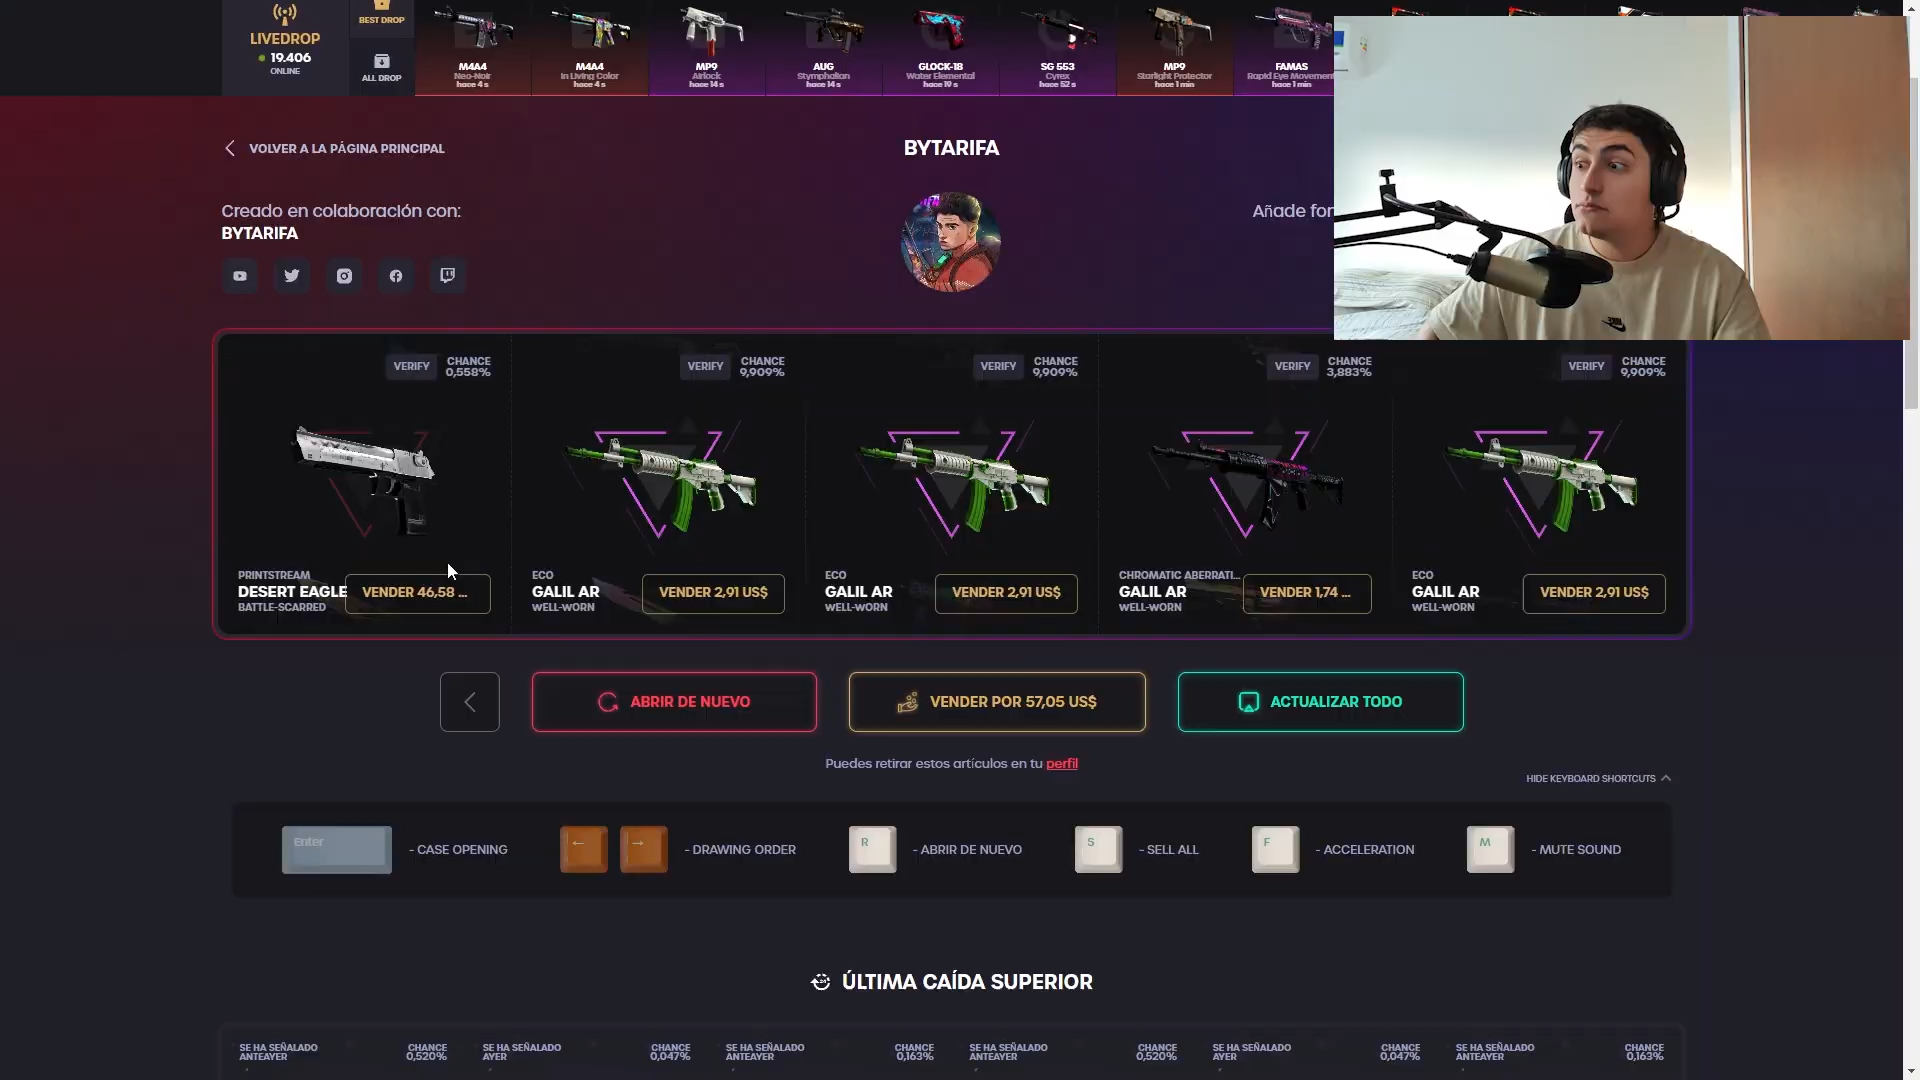 LIVEDROP
19.406
ONLINE
BEST DROP
ALL DROP
M4A4
Neo-Noir
hace 4 s
M4A4
In Living Color
hace 4 s
MP9
Airlock
hace 14 s
AUG
Stymphalian
hace 14 s
GLOCK-18
Water Elemental
hace 19 s
SG 553
Cyrex
hace 52 s
MP9
Starlight Protector
hace 1 min
FAMAS
Rapid Eye Movement
hace 1 min
VOLVER A LA PÁGINA PRINCIPAL
BYTARIFA
Creado en colaboración con:
BYTARIFA
Añade for
VERIFY
CHANCE
0,558%
VERIFY
CHANCE
9,909%
VERIFY
CHANCE
9,909%
VERIFY
CHANCE
3,883%
VERIFY
CHANCE
9,909%
PRINTSTREAM
DESERT EAGLE
BATTLE-SCARRED
VENDER 46,58 ...
ECO
GALIL AR
WELL-WORN
VENDER 2,91 US$
ECO
GALIL AR
WELL-WORN
VENDER 2,91 US$
CHROMATIC ABERRATI...
GALIL AR
WELL-WORN
VENDER 1,74 ...
ECO
GALIL AR
WELL-WORN
VENDER 2,91 US$
ABRIR DE NUEVO
VENDER POR 57,05 US$
ACTUALIZAR TODO
Puedes retirar estos artículos en tu perfil
HIDE KEYBOARD SHORTCUTS
Enter
- CASE OPENING
← →
- DRAWING ORDER
R
- ABRIR DE NUEVO
S
- SELL ALL
F
- ACCELERATION
M
- MUTE SOUND
ÚLTIMA CAÍDA SUPERIOR
SE HA SEÑALADO
ANTEAYER
CHANCE
0,520%
SE HA SEÑALADO
AYER
CHANCE
0,047%
SE HA SEÑALADO
ANTEAYER
CHANCE
0,163%
SE HA SEÑALADO
ANTEAYER
CHANCE
0,520%
SE HA SEÑALADO
AYER
CHANCE
0,047%
SE HA SEÑALADO
ANTEAYER
CHANCE
0,163%